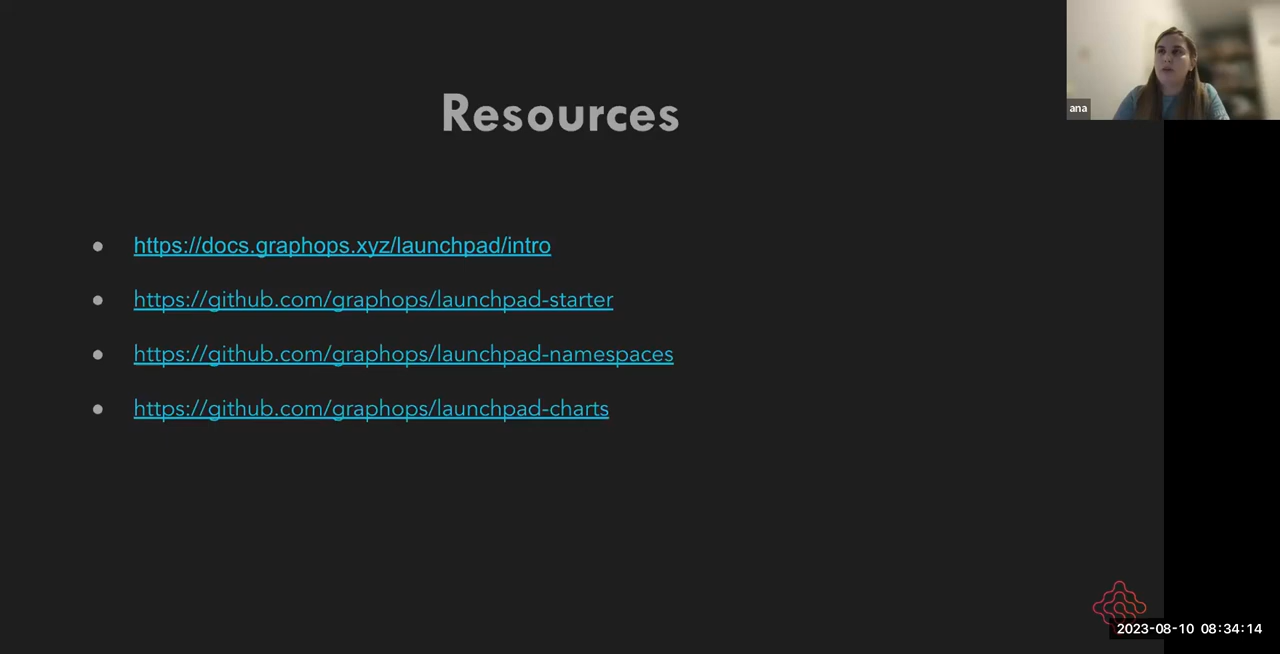 ana
Resources
https://docs.graphops.xyz/launchpad/intro
https://github.com/graphops/launchpad-starter
https://github.com/graphops/launchpad-namespaces
https://github.com/graphops/launchpad-charts
2023-08-10 08:34:14